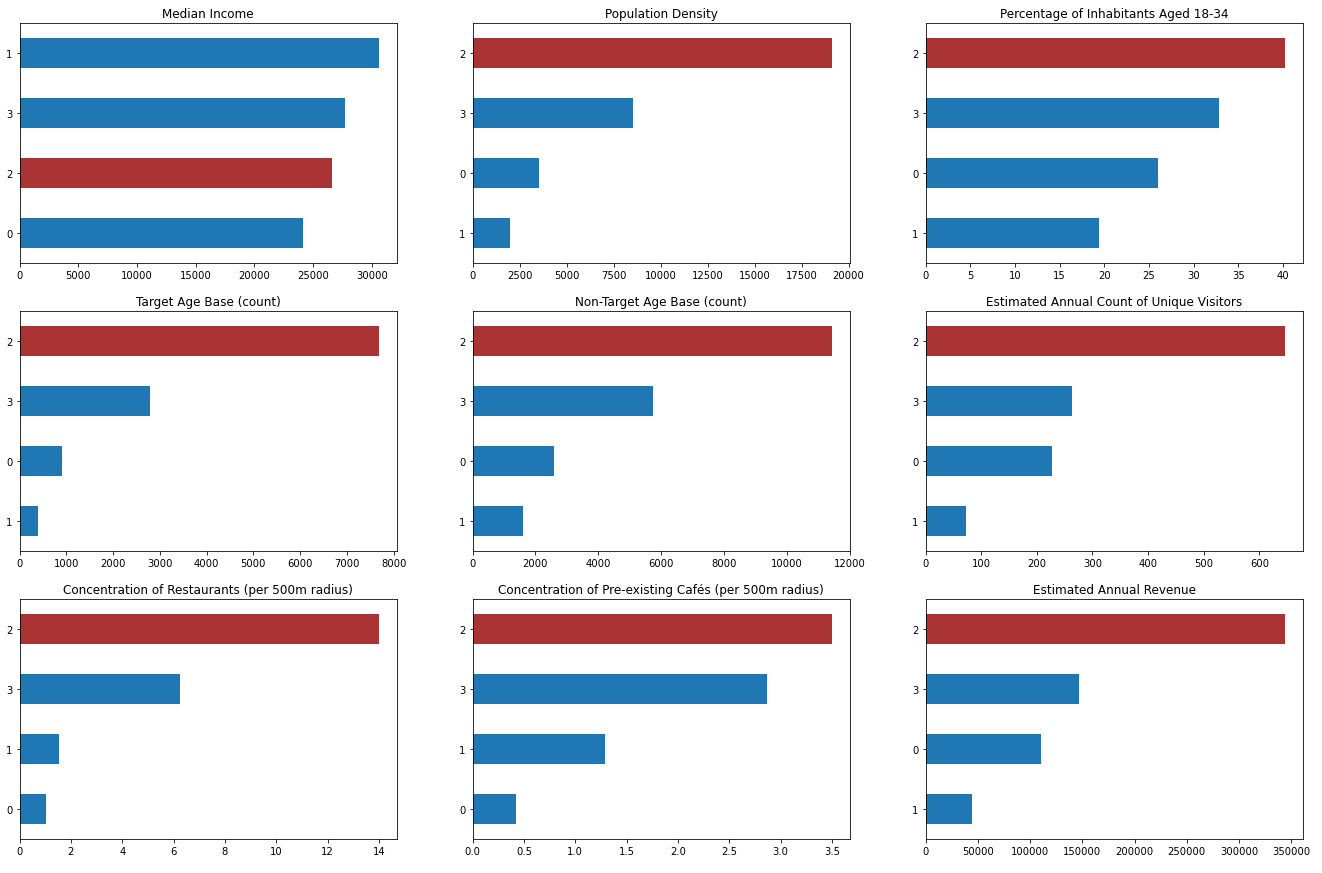 Median Income
1
3
2
0
0 5000 10000 15000 20000 25000 30000
Population Density
2
3
0
1
0 2500 5000 7500 10000 12500 15000 17500 20000
Percentage of Inhabitants Aged 18-34
2
3
0
1
0 5 10 15 20 25 30 35 40
Target Age Base (count)
2
3
0
1
0 1000 2000 3000 4000 5000 6000 7000 8000
Non-Target Age Base (count)
2
3
0
1
0 2000 4000 6000 8000 10000 12000
Estimated Annual Count of Unique Visitors
2
3
0
1
0 100 200 300 400 500 600
Concentration of Restaurants (per 500m radius)
2
3
1
0
0 2 4 6 8 10 12 14
Concentration of Pre-existing Cafés (per 500m radius)
2
3
1
0
0.0 0.5 1.0 1.5 2.0 2.5 3.0 3.5
Estimated Annual Revenue
2
3
0
1
0 50000 100000 150000 200000 250000 300000 350000